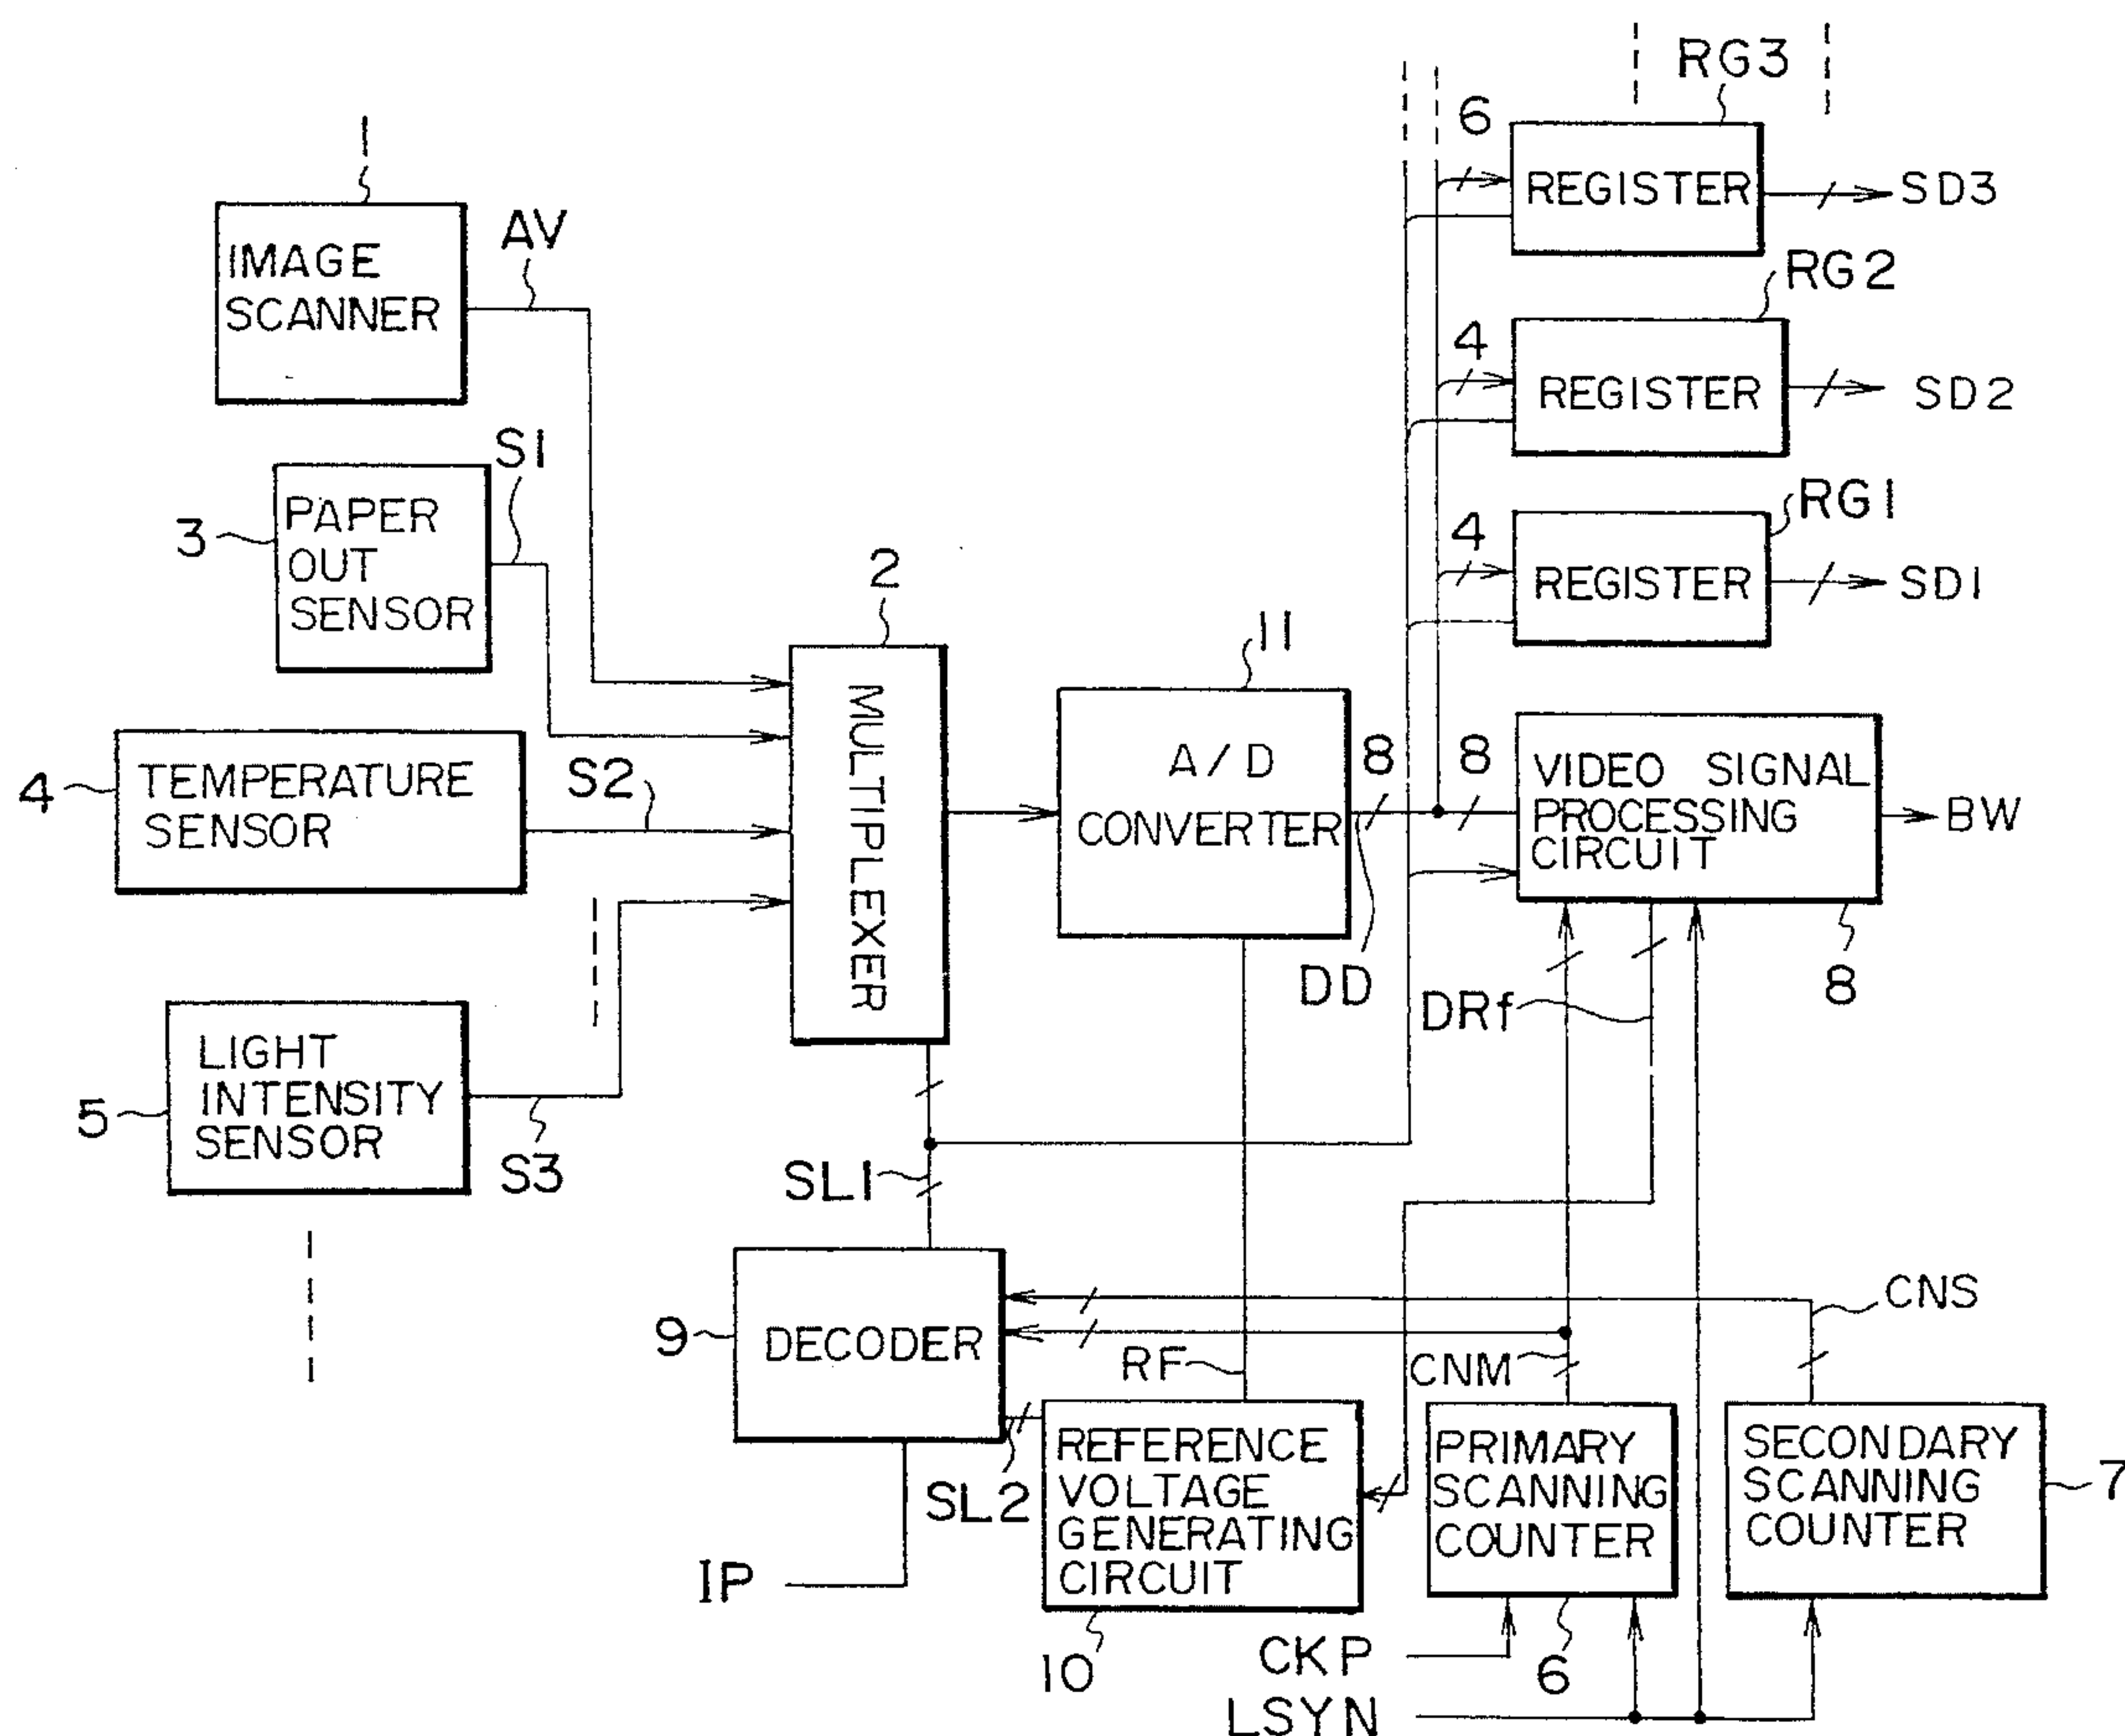 RG3
6
1
REGISTER
SD3
IMAGE
SCANNER
AV
RG2
4
REGISTER
SD2
S1
RG1
4
REGISTER
SD1
3
PAPER
OUT
SENSOR
2
11
MULTIPLEXER
A/D
CONVERTER
8
8
VIDEO SIGNAL
PROCESSING
CIRCUIT
BW
4
TEMPERATURE
SENSOR
S2
DD
DRf
8
5
LIGHT
INTENSITY
SENSOR
S3
SL1
CNS
9
DECODER
RF
CNM
SL2
REFERENCE
VOLTAGE
GENERATING
CIRCUIT
PRIMARY
SCANNING
COUNTER
SECONDARY
SCANNING
COUNTER
7
IP
10
CKP
6
LSYN